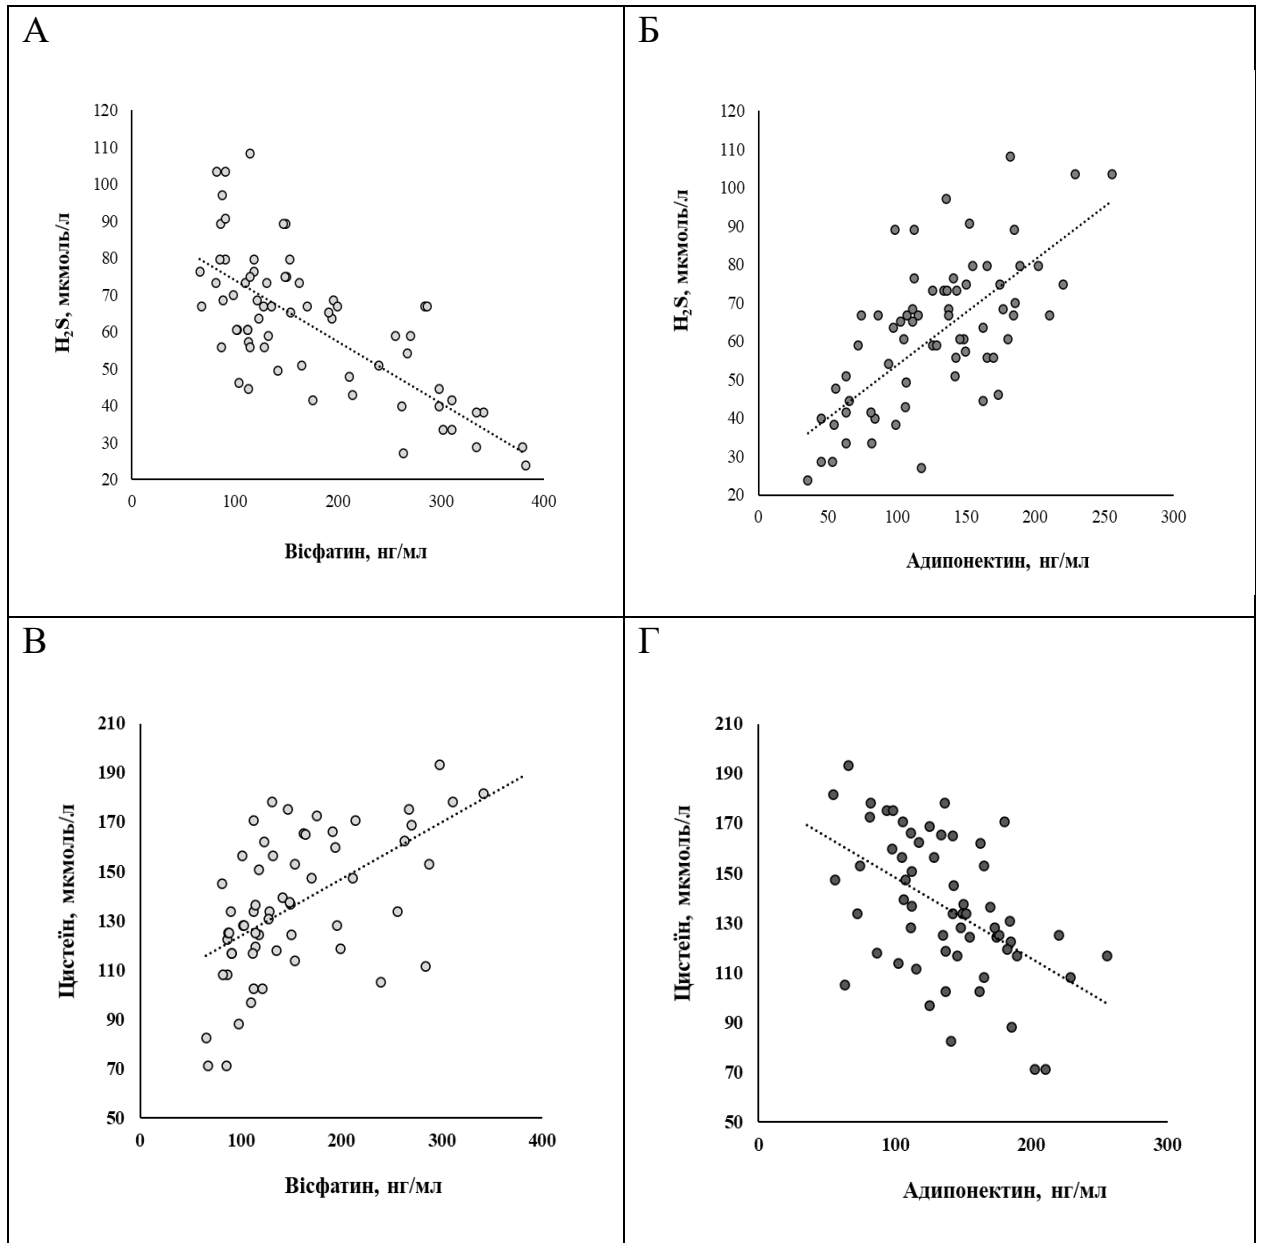 А
120
110
100
90
80
70
60
50
40
30
20
H₂S, мкмоль/л
0 100 200 300 400
Вісфатин, нг/мл
Б
120
110
100
90
80
70
60
50
40
30
20
H₂S, мкмоль/л
0 50 100 150 200 250 300
Адипонектин, нг/мл
В
210
190
170
150
130
110
90
70
50
Цистеїн, мкмоль/л
0 100 200 300 400
Вісфатин, нг/мл
Г
210
190
170
150
130
110
90
70
50
Цистеїн, мкмоль/л
0 100 200 300
Адипонектин, нг/мл